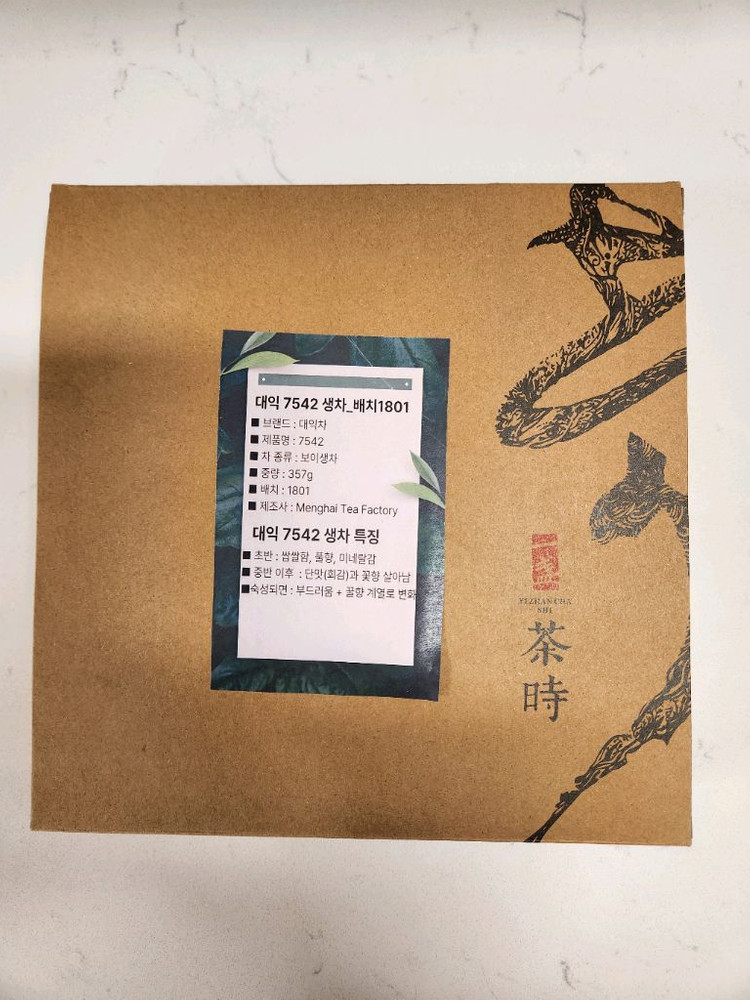 대익 7542 생차_배치1801
■ 브랜드 : 대익차
■ 제품명 : 7542
■ 차 종류 : 보이생차
■ 중량 : 357g
■ 배치 : 1801
■ 제조사 : Menghai Tea Factory
대익 7542 생차 특징
■ 초반 : 쌉쌀함, 풀향, 미네랄감
■ 중반 이후 : 단맛(회감)과 꽃향 살아남
■숙성되면 : 부드러움 + 꿀향 계열로 변화
YIZHAN CHA
SHI
茶
時